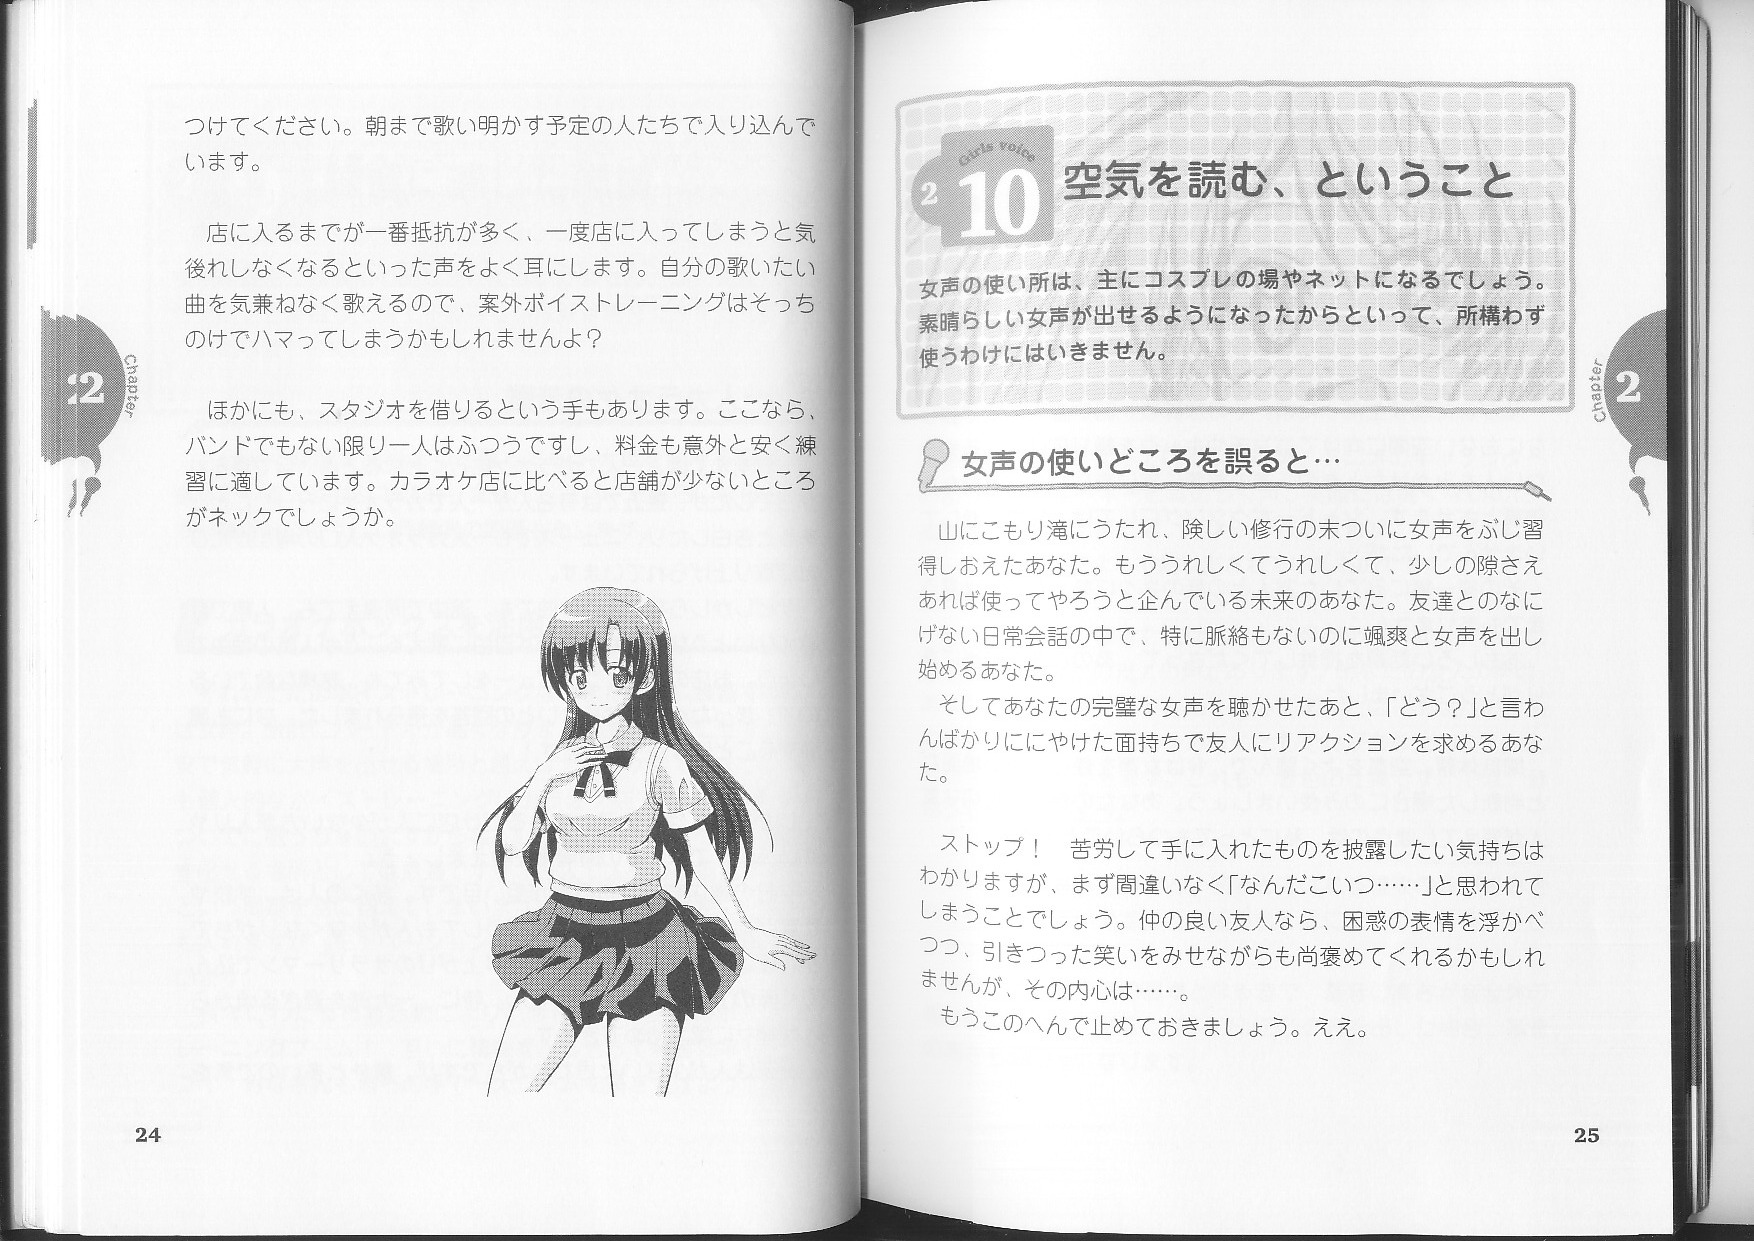 つけてください。朝まで歌い明かす予定の人たちで入り込んで
います。
店に入るまでが一番抵抗が多く、一度店に入ってしまうと気
後れしなくなるといった声をよく耳にします。自分の歌いたい
曲を気兼ねなく歌えるので、案外ボイストレーニングはそっち
のけでハマってしまうかもしれませんよ？
ほかにも、スタジオを借りるという手もあります。ここなら、
バンドでもない限り一人はふつうですし、料金も意外と安く練
習に適しています。カラオケ店に比べると店舗が少ないところ
がネックでしょうか。
Chapter
2
24
Girls voice
2
10
空気を読む、ということ
女声の使い所は、主にコスプレの場やネットになるでしょう。
素晴らしい女声が出せるようになったからといって、所構わず
使うわけにはいきません。
女声の使いどころを誤ると…
山にこもり滝にうたれ、険しい修行の末ついに女声をぶじ習
得しおえたあなた。もううれしくてうれしくて、少しの隙さえ
あれば使ってやろうと企んでいる未来のあなた。友達とのなに
げない日常会話の中で、特に脈絡もないのに颯爽と女声を出し
始めるあなた。
そしてあなたの完璧な女声を聴かせたあと、「どう？」と言わ
んばかりににやけた面持ちで友人にリアクションを求めるあな
た。
ストップ！　苦労して手に入れたものを披露したい気持ちは
わかりますが、まず間違いなく「なんだこいつ……」と思われて
しまうことでしょう。仲の良い友人なら、困惑の表情を浮かべ
つつ、引きつった笑いをみせながらも尚褒めてくれるかもしれ
ませんが、その内心は……。
もうこのへんで止めておきましょう。ええ。
Chapter
2
25